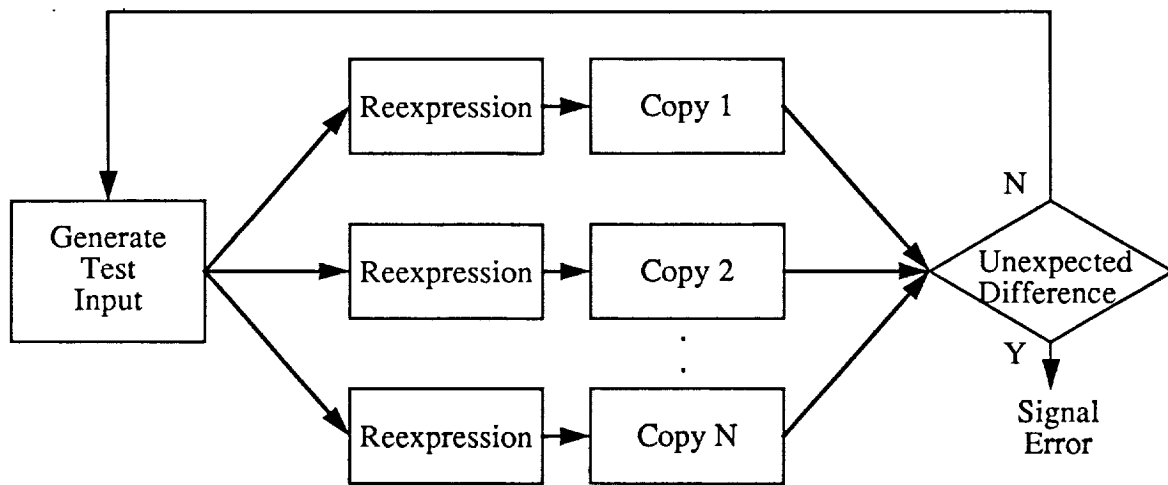 Reexpression
Copy 1
N
Generate
Test
Input
Reexpression
Copy 2
Unexpected
Difference
Y
Reexpression
Copy N
Signal
Error